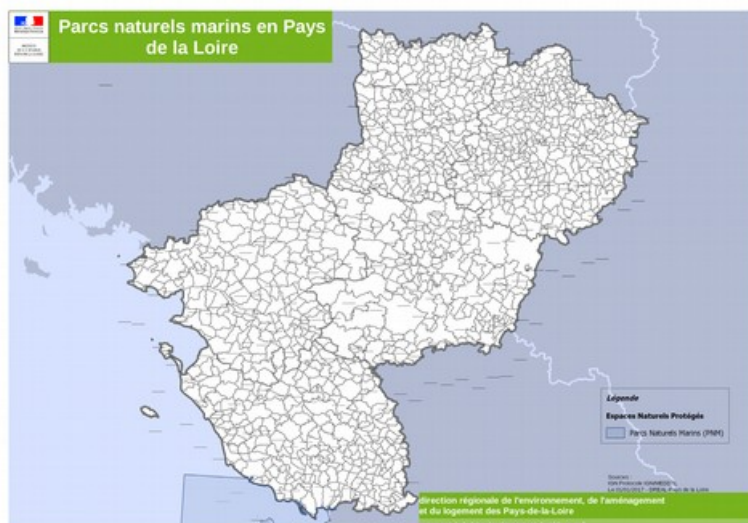 Parcs naturels marins en Pays
de la Loire
Légende
Espaces Naturels Protégés
Parcs Naturels Marins (PNM)
Sources :
direction régionale de l'environnement, de l'aménagement
et du logement des Pays-de-la-Loire